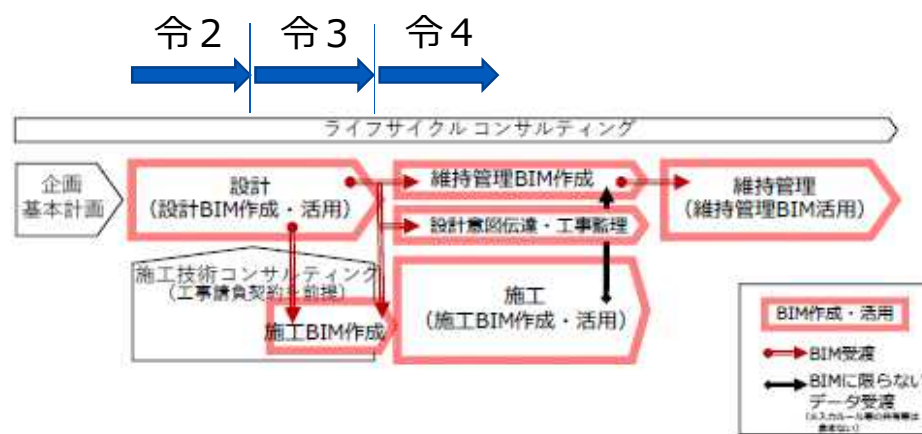 令２
令３
令４
ライフサイクル コンサルティング
企画
基本計画
設計
（設計BIM作成・活用）
維持管理BIM作成
設計意図伝達・工事監理
維持管理
（維持管理BIM活用）
施工技術コンサルティング
（工事請負契約を前提）
施工BIM作成
施工
（施工BIM作成・活用）
BIM作成・活用
BIM受渡
BIMに限らない
データ受渡